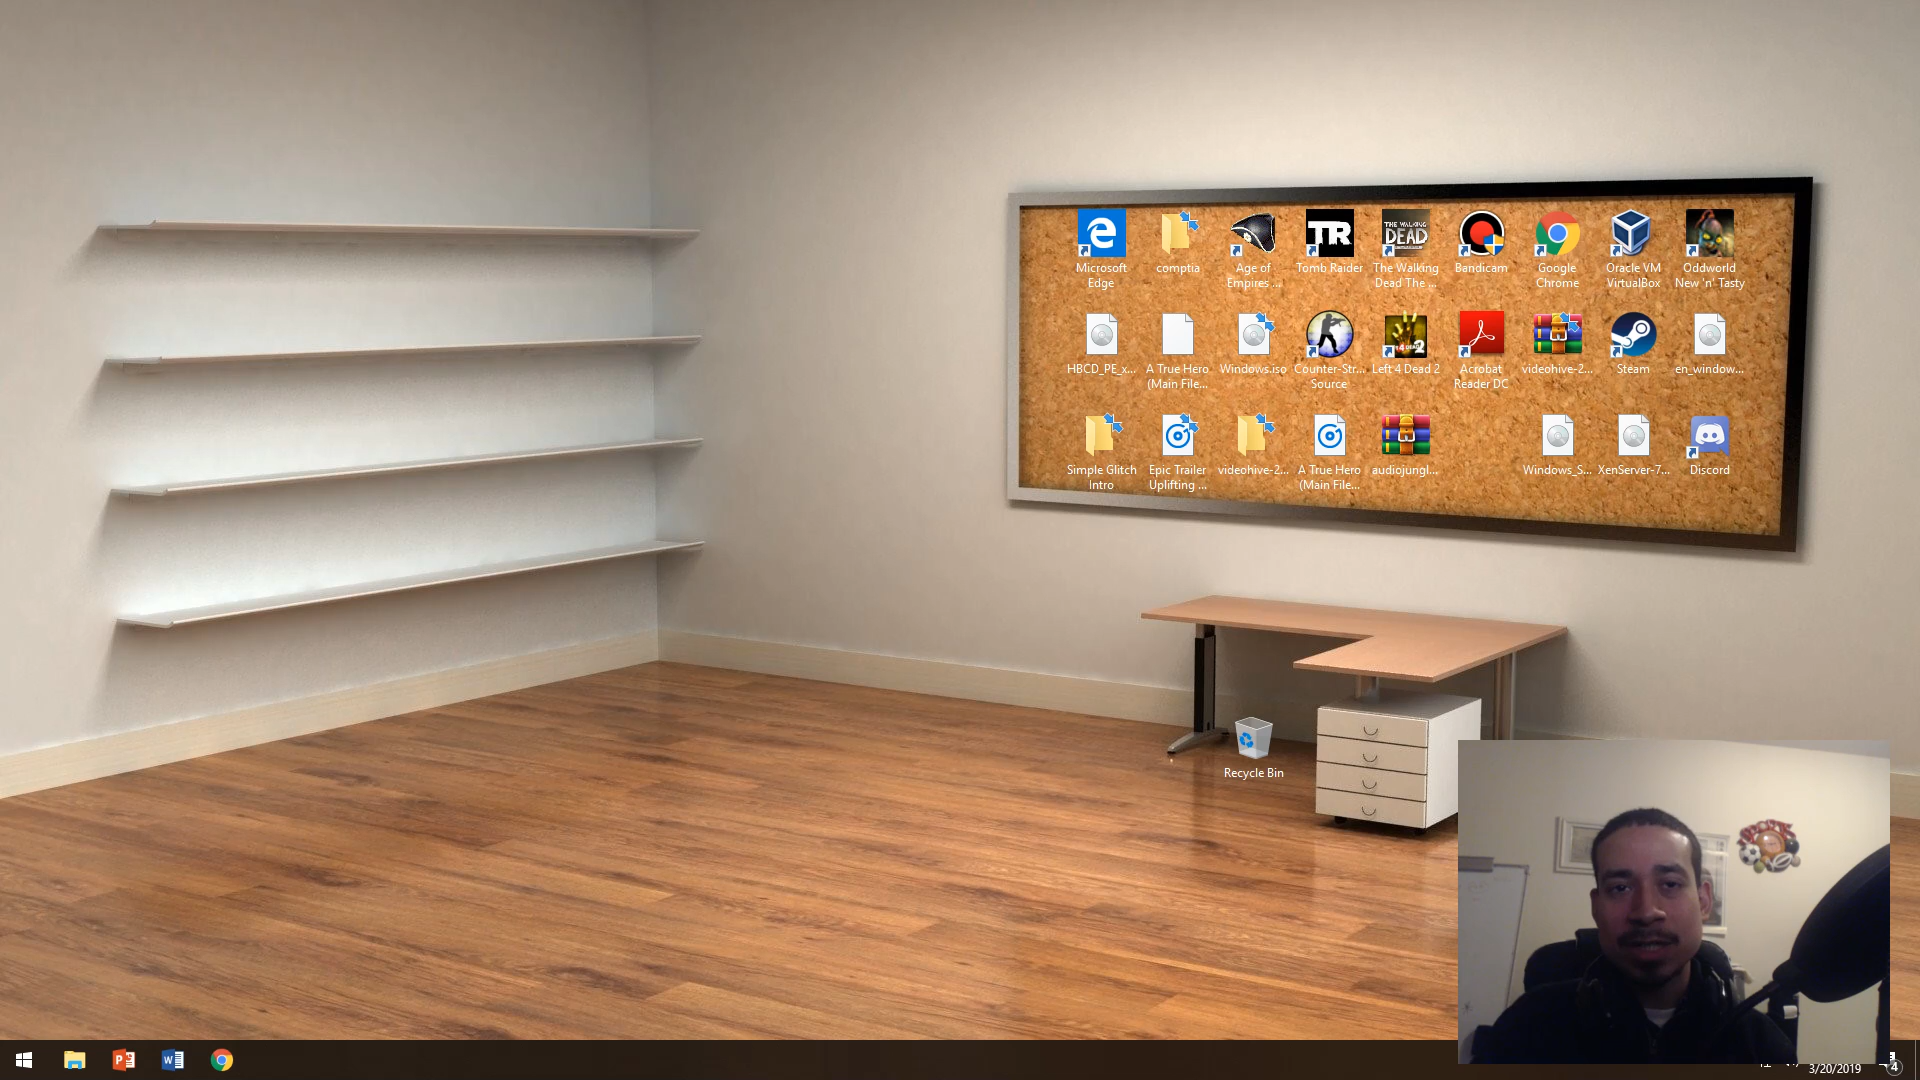 Microsoft
Edge
comptia
Age of
Empires ...
TR
Tomb Raider
THE WALKING
DEAD
The Walking
Dead The ...
Bandicam
Google
Chrome
Oracle VM
VirtualBox
Oddworld
New 'n' Tasty
HBCD_PE_x...
A True Hero
(Main File...
Windows.iso
Counter-Str...
Source
Left 4 Dead 2
Acrobat
Reader DC
videohive-2...
Steam
en_window...
Simple Glitch
Intro
Epic Trailer
Uplifting ...
videohive-2...
A True Hero
(Main File...
audiojungl...
Windows_S...
XenServer-7...
Discord
Recycle Bin
SPORTS
3/20/2019
4